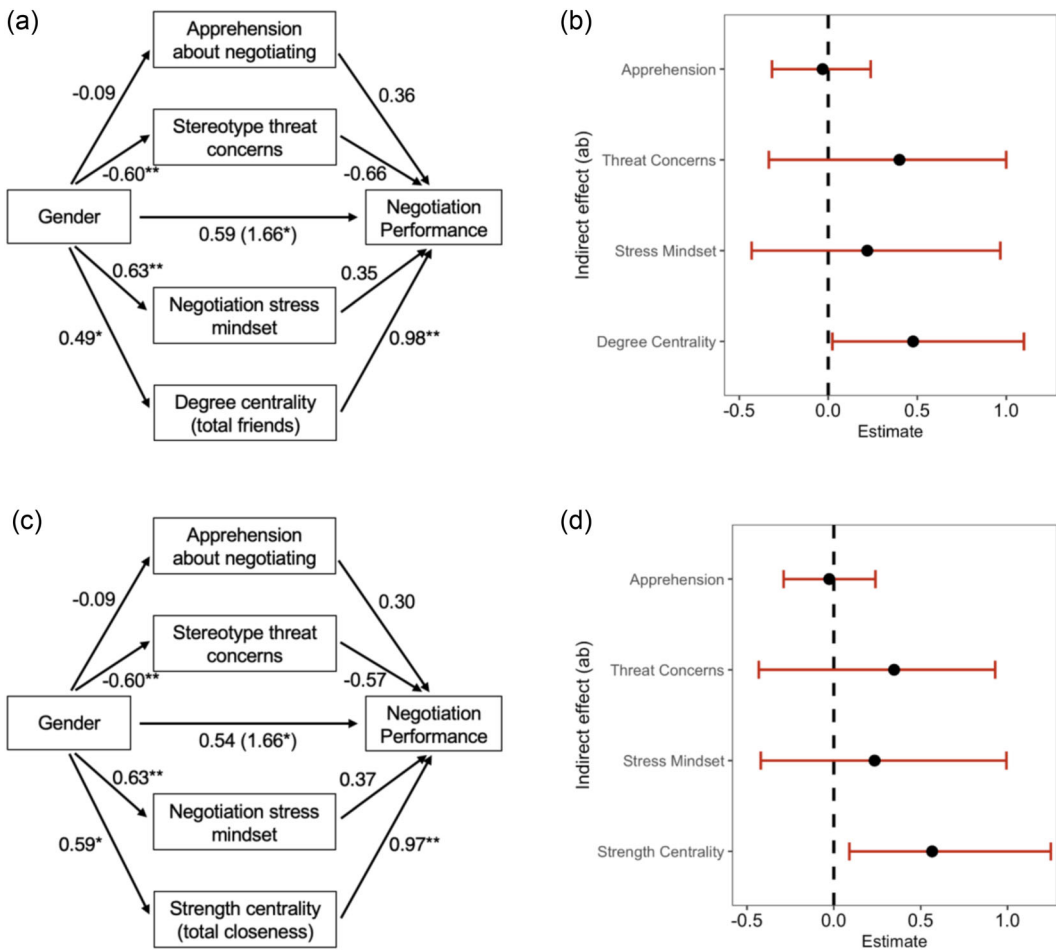 (a)
Apprehension
about negotiating
-0.09
0.36
Stereotype threat
concerns
-0.60**
-0.66
Gender
Negotiation
Performance
0.59 (1.66*)
0.63**
0.35
Negotiation stress
mindset
0.49*
0.98**
Degree centrality
(total friends)
(b)
Indirect effect (ab)
Apprehension
Threat Concerns
Stress Mindset
Degree Centrality
-0.5 0.0 0.5 1.0
Estimate
(c)
Apprehension
about negotiating
-0.09
0.30
Stereotype threat
concerns
-0.60**
-0.57
Gender
Negotiation
Performance
0.54 (1.66*)
0.63**
0.37
Negotiation stress
mindset
0.59*
0.97**
Strength centrality
(total closeness)
(d)
Indirect effect (ab)
Apprehension
Threat Concerns
Stress Mindset
Strength Centrality
-0.5 0.0 0.5 1.0
Estimate